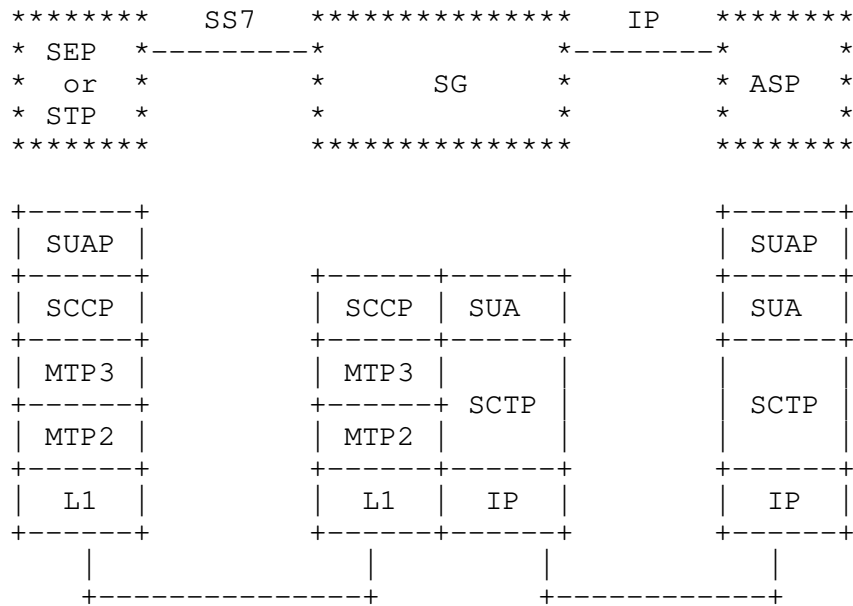 ********    SS7   ***************   IP   ********
* SEP  *---------*              *--------*      *
*  or  *         *      SG      *        * ASP  *
* STP  *         *              *        *      *
********         ***************         ********
+------+                                 +------+
| SUAP |                                 | SUAP |
+------+         +------+------+         +------+
| SCCP |         | SCCP | SUA  |         | SUA  |
+------+         +------+------+         +------+
| MTP3 |         | MTP3 |      |         |      |
+------+         +------+ SCTP |         | SCTP |
| MTP2 |         | MTP2 |      |         |      |
+------+         +------+------+         +------+
|  L1  |         |  L1  |  IP  |         |  IP  |
+------+         +------+------+         +------+
    |                |         |            |
    +----------------+         +------------+